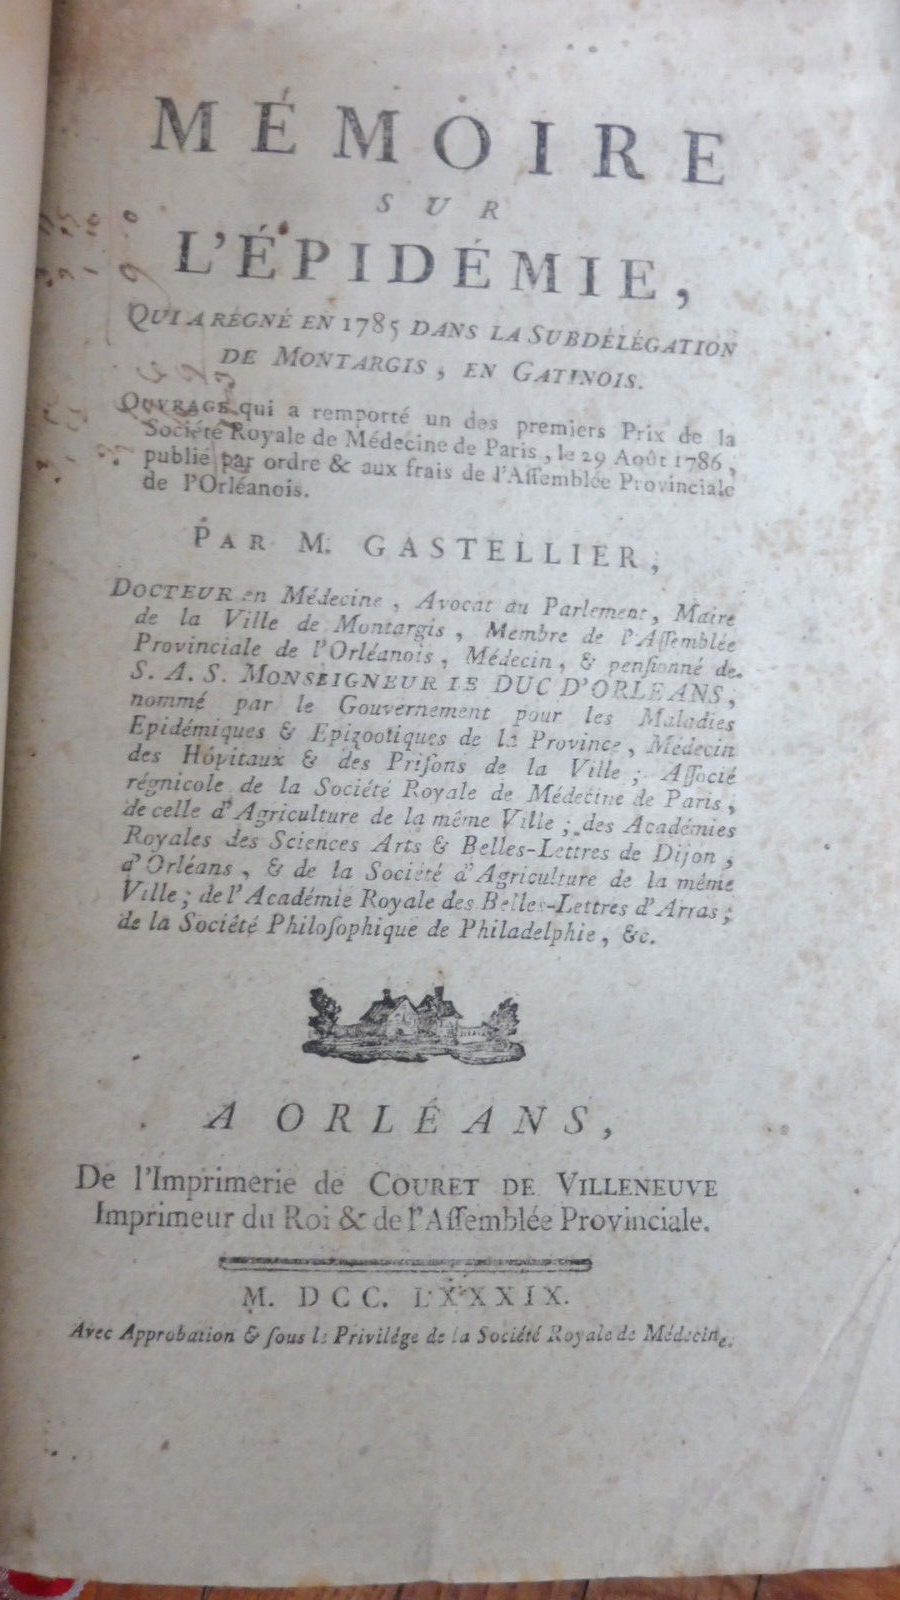 MÉMOIRE
SUR
L'ÉPIDÉMIE,
QUI A RÉGNÉ EN 1785 DANS LA SUBDÉLÉGATION
DE MONTARGIS, EN GATINOIS.
OUVRAGE qui a remporté un des premiers Prix de la
Société Royale de Médecine de Paris, le 29 Août 1786,
publié par ordre & aux frais de l'Aſſemblée Provinciale
de l'Orléanois.
PAR M. GASTELLIER,
DOCTEUR en Médecine, Avocat au Parlement, Maire
de la Ville de Montargis, Membre de l'Aſſemblée
Provinciale de l'Orléanois, Médecin, & penſionné de
S. A. S. MONSEIGNEUR LE DUC D'ORLEANS,
nommé par le Gouvernement pour les Maladies
Epidémiques & Epizootiques de la Province, Médecin
des Hôpitaux & des Priſons de la Ville; Aſſocié
régnicole de la Société Royale de Médecine de Paris,
de celle d'Agriculture de la même Ville; des Académies
Royales des Sciences Arts & Belles-Lettres de Dijon,
d'Orléans, & de la Société d'Agriculture de la même
Ville; de l'Académie Royale des Belles-Lettres d'Arras;
de la Société Philoſophique de Philadelphie, &c.
A ORLÉANS,
De l'Imprimerie de COURET DE VILLENEUVE
Imprimeur du Roi & de l'Aſſemblée Provinciale.
M. DCC. LXXXIX.
Avec Approbation & ſous le Privilége de la Société Royale de Médecine.